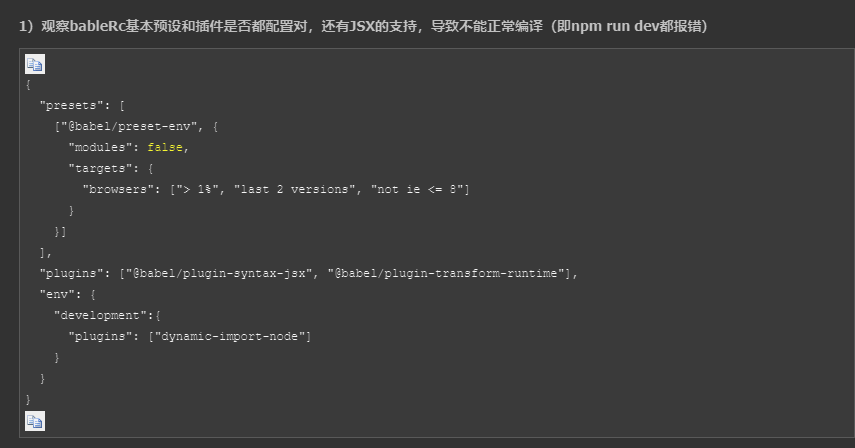 1）观察bableRc基本预设和插件是否都配置对，还有JSX的支持，导致不能正常编译（即npm run dev都报错）
{
  "presets": [
    ["@babel/preset-env", {
      "modules": false,
      "targets": {
        "browsers": ["> 1%", "last 2 versions", "not ie <= 8"]
      }
    }]
  ],
  "plugins": ["@babel/plugin-syntax-jsx", "@babel/plugin-transform-runtime"],
  "env": {
    "development":{
      "plugins": ["dynamic-import-node"]
    }
  }
}